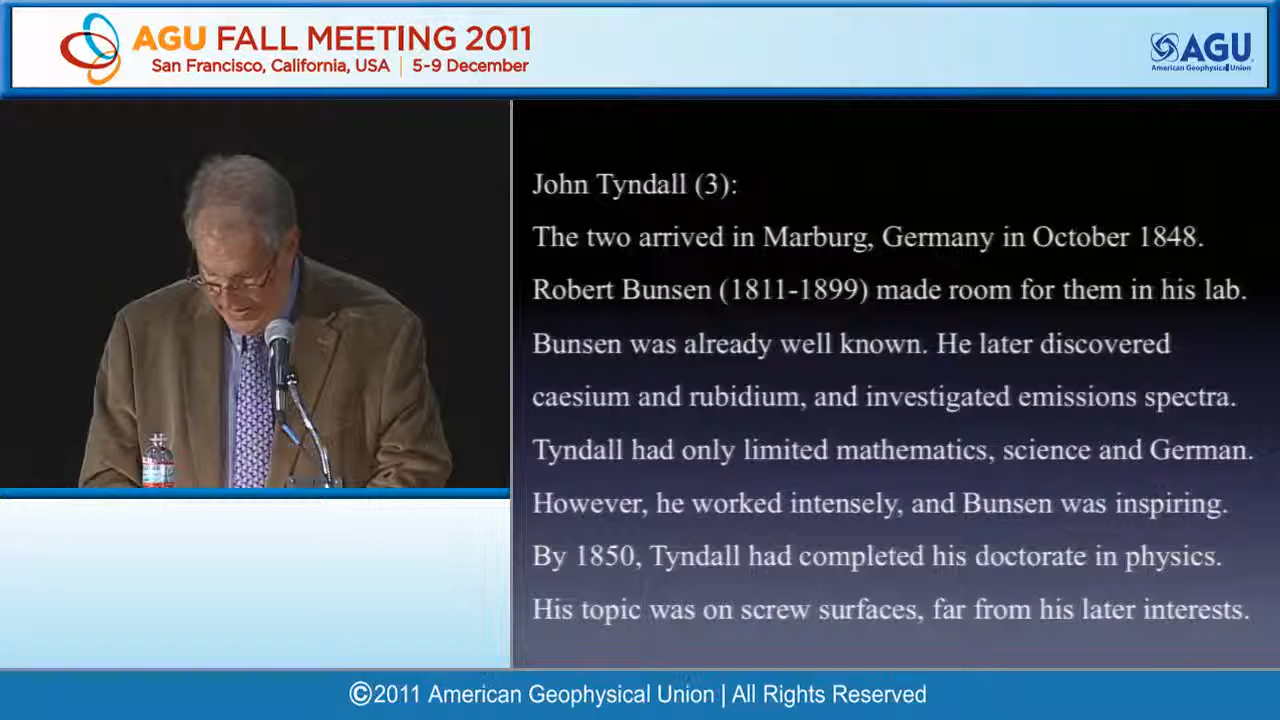 AGU FALL MEETING 2011
San Francisco, California, USA | 5-9 December
AGU
American Geophysical Union
John Tyndall (3):
The two arrived in Marburg, Germany in October 1848.
Robert Bunsen (1811-1899) made room for them in his lab.
Bunsen was already well known. He later discovered
caesium and rubidium, and investigated emissions spectra.
Tyndall had only limited mathematics, science and German.
However, he worked intensely, and Bunsen was inspiring.
By 1850, Tyndall had completed his doctorate in physics.
His topic was on screw surfaces, far from his later interests.
©2011 American Geophysical Union | All Rights Reserved